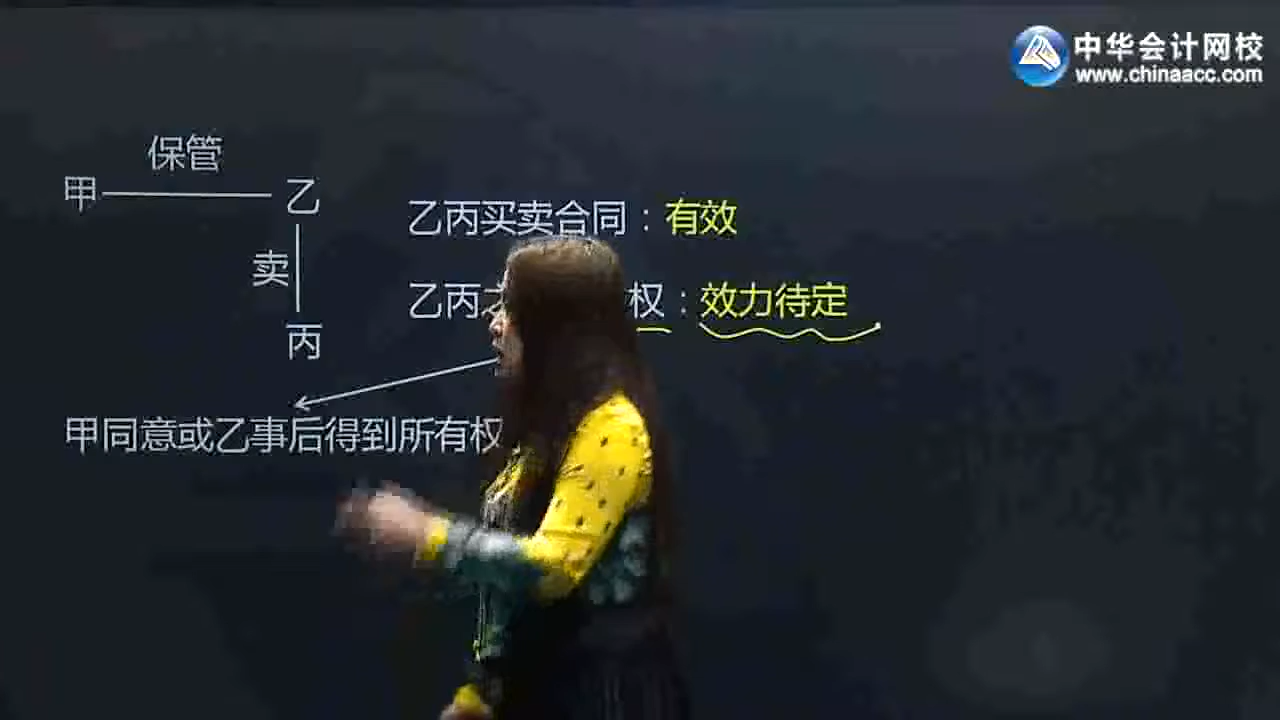 中华会计网校
www.chinaacc.com
保管
甲
乙
卖
丙
乙丙买卖合同：有效
乙丙 权：效力待定
甲同意或乙事后得到所有权